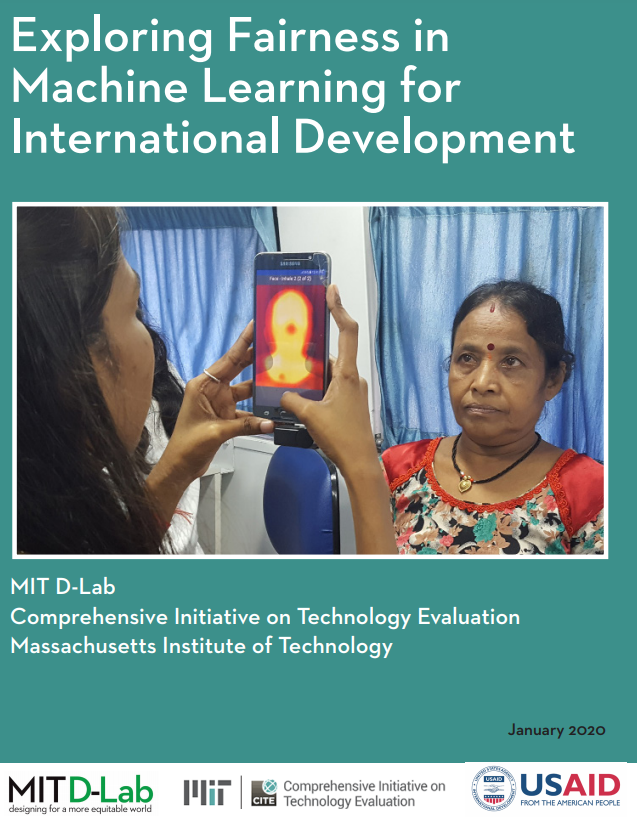 Exploring Fairness in
Machine Learning for
International Development
SAMSUNG
MIT D-Lab
Comprehensive Initiative on Technology Evaluation
Massachusetts Institute of Technology
January 2020
MIT D-Lab
designing for a more equitable world
MIT
CITE
Comprehensive Initiative on
Technology Evaluation
USAID
USAID
FROM THE AMERICAN PEOPLE